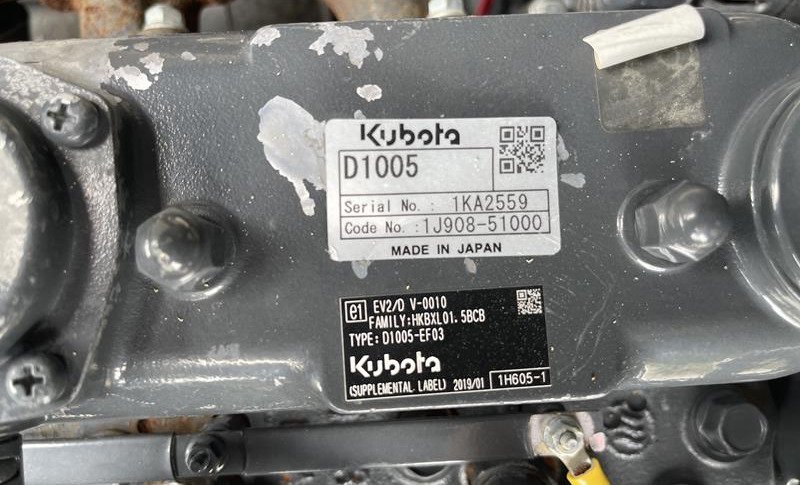 Kubota
D1005
Serial No. : 1KA2559
Code No. :1J908-51000
MADE IN JAPAN
e1 EV2/D V-0010
FAMILY:HKBXL01.5BCB
TYPE: D1005-EF03
Kubota
(SUPPLEMENTAL LABEL) 2019/01 1H605-1